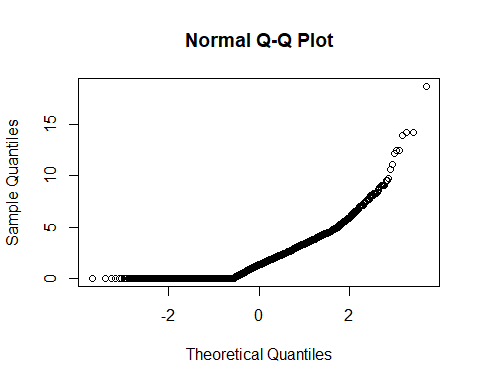 Normal Q-Q Plot
Sample Quantiles
15
10
5
0
-2 0 2
Theoretical Quantiles